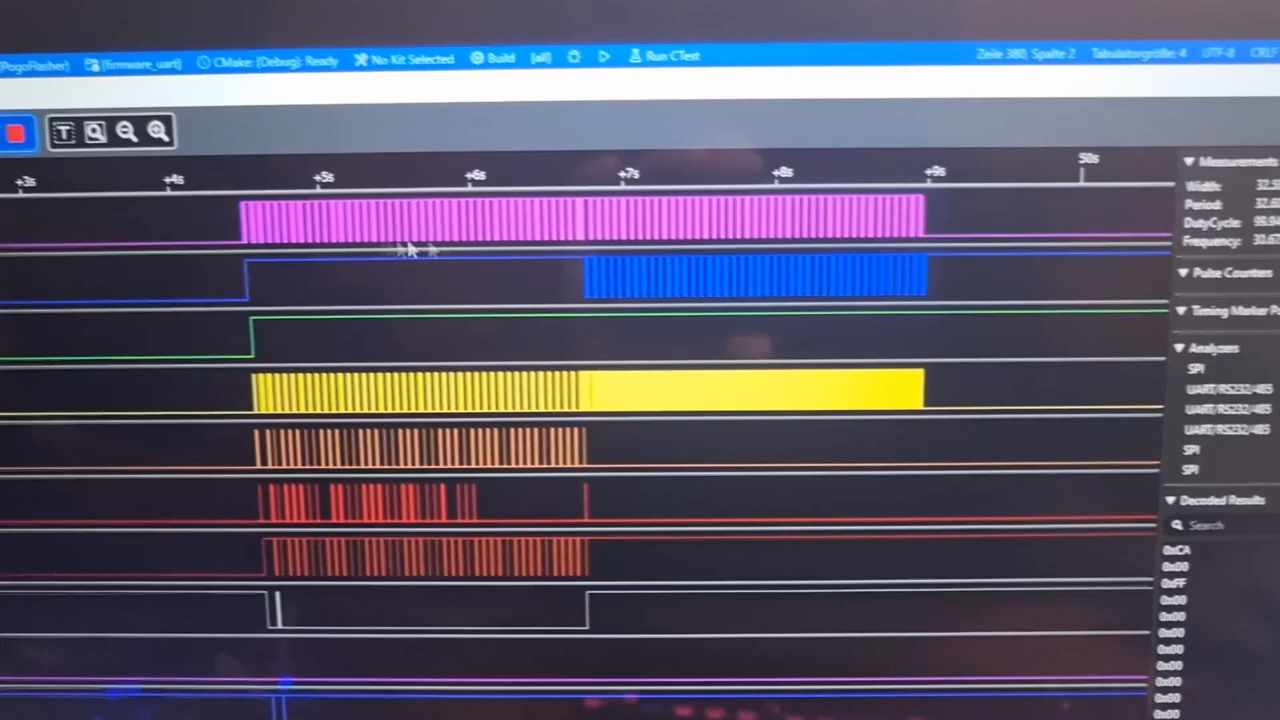 PogoFlasher] [firmware_uart] CMake: [Debug]: Ready No Kit Selected Build [all] Run CTest Zeile 380, Spalte 2 Tabulatorgröße: 4 UTF-8 CRLF
T
+3s +4s +5s +6s +7s +8s +9s 50s
Measurements
Width:
Period:
DutyCycle:
Frequency:
Pulse Counters
Timing Marker
Analyzers
SPI
UART/RS232/485
UART/RS232/485
UART/RS232/485
SPI
SPI
Decoded Results
Search
0xCA
0x00
0xFF
0x00
0x00
0x00
0x00
0x00
0x00
0x00
0x00